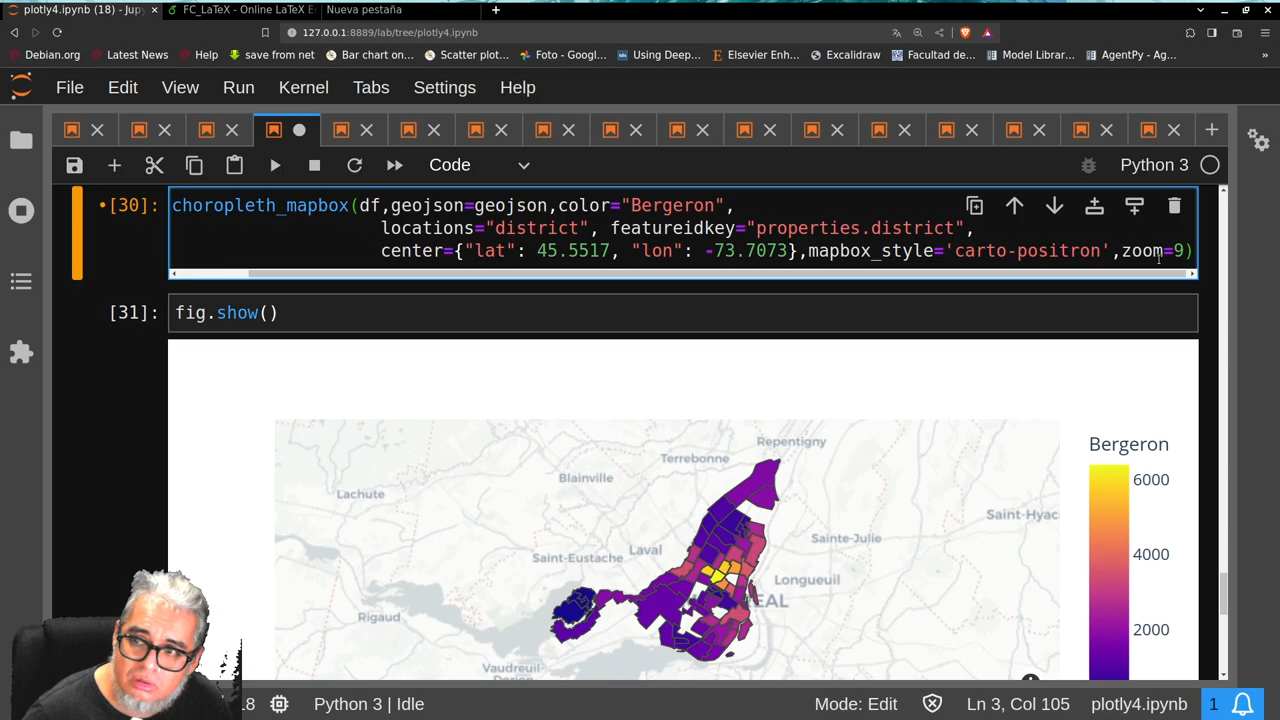 plotly4.ipynb (18) - Jup
FC_LaTeX - Online LaTeX E
Nueva pestaña
127.0.0.1:8889/lab/tree/plotly4.ipynb
Debian.org
Latest News
Help
save from net
Bar chart on...
Scatter plot...
Foto - Googl...
Using Deep...
Elsevier Enh...
Excalidraw
Facultad de...
Model Librar...
AgentPy - Ag...
File Edit View Run Kernel Tabs Settings Help
Code
Python 3
[30]:
choropleth_mapbox(df,geojson=geojson,color="Bergeron",
locations="district", featureidkey="properties.district",
center={"lat": 45.5517, "lon": -73.7073},mapbox_style='carto-positron',zoom=9)
[31]: fig.show()
Repentigny
Terrebonne
Blainville
Lachute
Saint-Hyac
Sainte-Julie
Saint-Eustache
Laval
Longueuil
EAL
Rigaud
Vaudreuil
Dorion
Bergeron
6000
4000
2000
Python 3 | Idle
Mode: Edit
Ln 3, Col 105
plotly4.ipynb
1